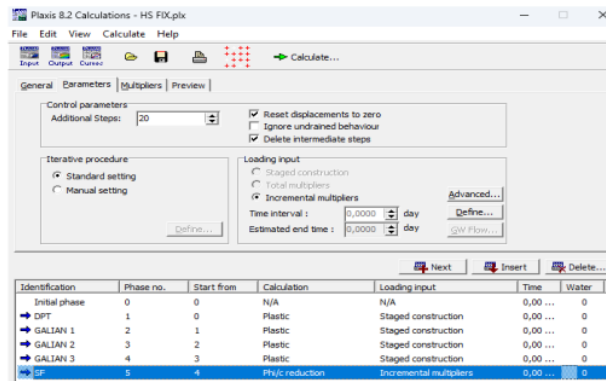 Plaxis 8.2 Calculations - HS FIX.plx
File Edit View Calculate Help
Input Output Curves Calculate...
General Parameters Multipliers Preview
Control parameters
Additional Steps: 20
Reset displacements to zero
Ignore undrained behaviour
Delete intermediate steps
Iterative procedure
Standard setting
Manual setting
Define...
Loading input
Staged construction
Total multipliers
Incremental multipliers
Advanced...
Time interval : 0,0000 day Define...
Estimated end time : 0,0000 day GW Flow...
Next Insert Delete...
Identification Phase no. Start from Calculation Loading input Time Water
Initial phase 0 0 N/A N/A 0,00 ... 0
DPT 1 0 Plastic Staged construction 0,00 ... 0
GALIAN 1 2 1 Plastic Staged construction 0,00 ... 0
GALIAN 2 3 2 Plastic Staged construction 0,00 ... 0
GALIAN 3 4 3 Plastic Staged construction 0,00 ... 0
SF 5 4 Phi/c reduction Incremental multipliers 0,00 ... 0